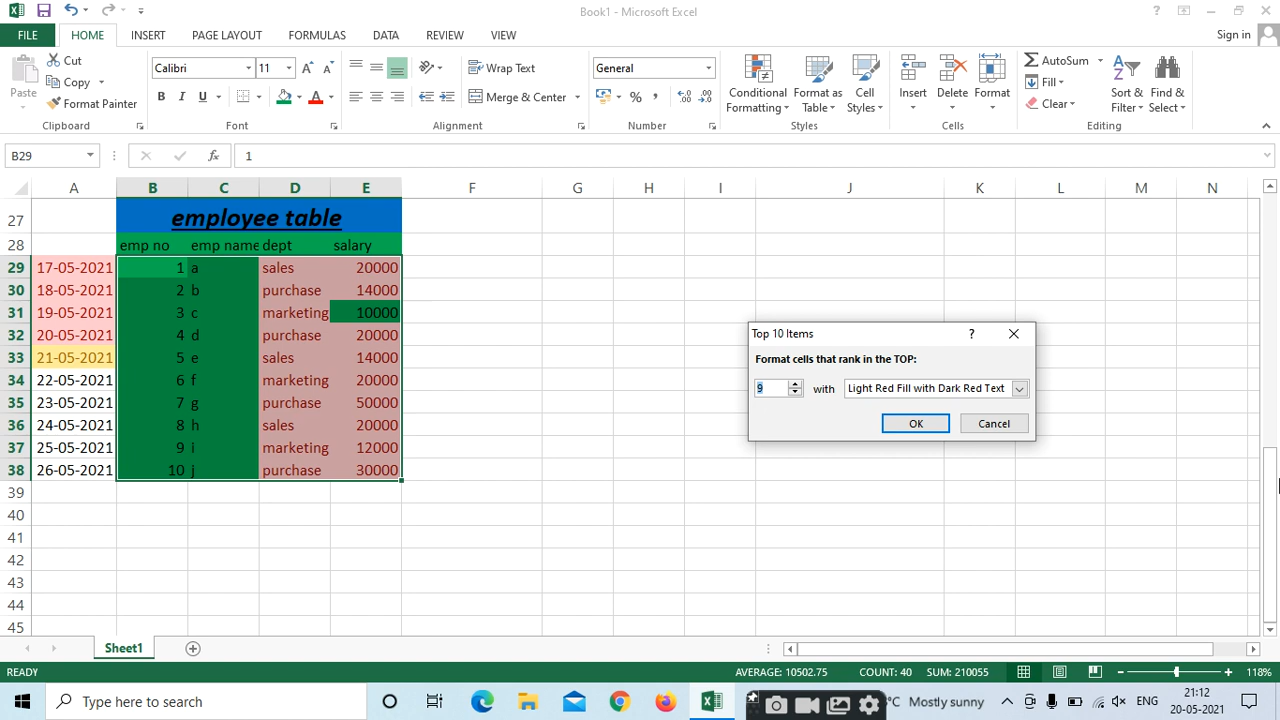 Book1 - Microsoft Excel
?
FILE HOME INSERT PAGE LAYOUT FORMULAS DATA REVIEW VIEW Sign in
Cut
Copy
Format Painter
Paste
Clipboard
Calibri 11
B I U
Font
Wrap Text
Merge & Center
Alignment
General
%
Number
Conditional Formatting
Format as Table
Cell Styles
Styles
Insert Delete Format
Cells
AutoSum
Fill
Clear
Sort & Filter
Find & Select
Editing
B29 fx 1
A B C D E F G H I J K L M N
27 employee table
28 emp no emp name dept salary
29 17-05-2021 1 a sales 20000
30 18-05-2021 2 b purchase 14000
31 19-05-2021 3 c marketing 10000
32 20-05-2021 4 d purchase 20000
33 21-05-2021 5 e sales 14000
34 22-05-2021 6 f marketing 20000
35 23-05-2021 7 g purchase 50000
36 24-05-2021 8 h sales 20000
37 25-05-2021 9 i marketing 12000
38 26-05-2021 10 j purchase 30000
39
40
41
42
43
44
45
Top 10 Items ?
Format cells that rank in the TOP:
9 with Light Red Fill with Dark Red Text
OK Cancel
Sheet1
READY AVERAGE: 10502.75 COUNT: 40 SUM: 210055 118%
Type here to search
C Mostly sunny ENG
21:12
20-05-2021